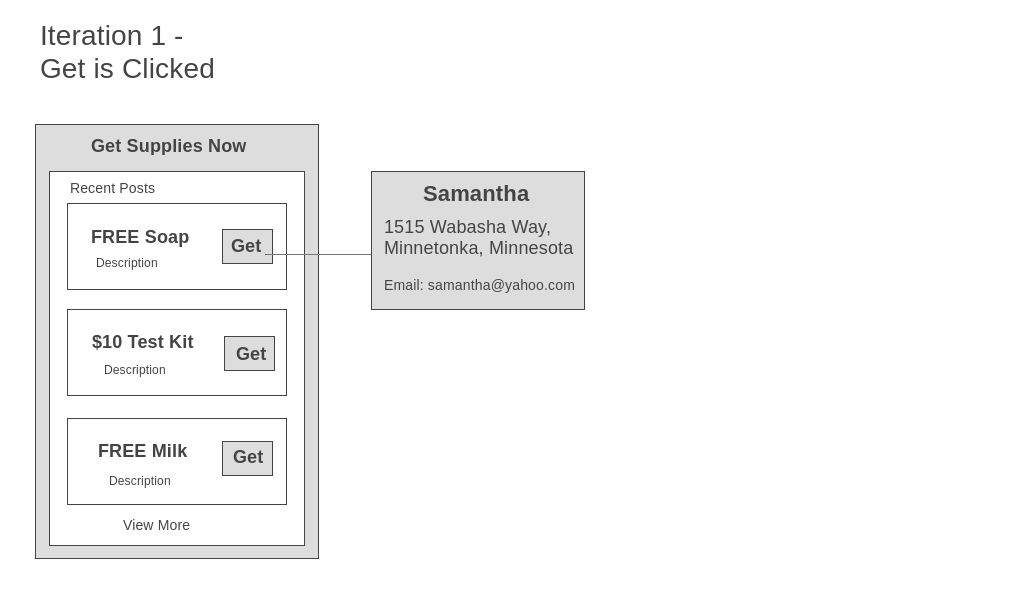 Iteration 1 -
Get is Clicked
Get Supplies Now
Recent Posts
FREE Soap
Get
Description
$10 Test Kit
Get
Description
FREE Milk
Get
Description
View More
Samantha
1515 Wabasha Way,
Minnetonka, Minnesota
Email: samantha@yahoo.com